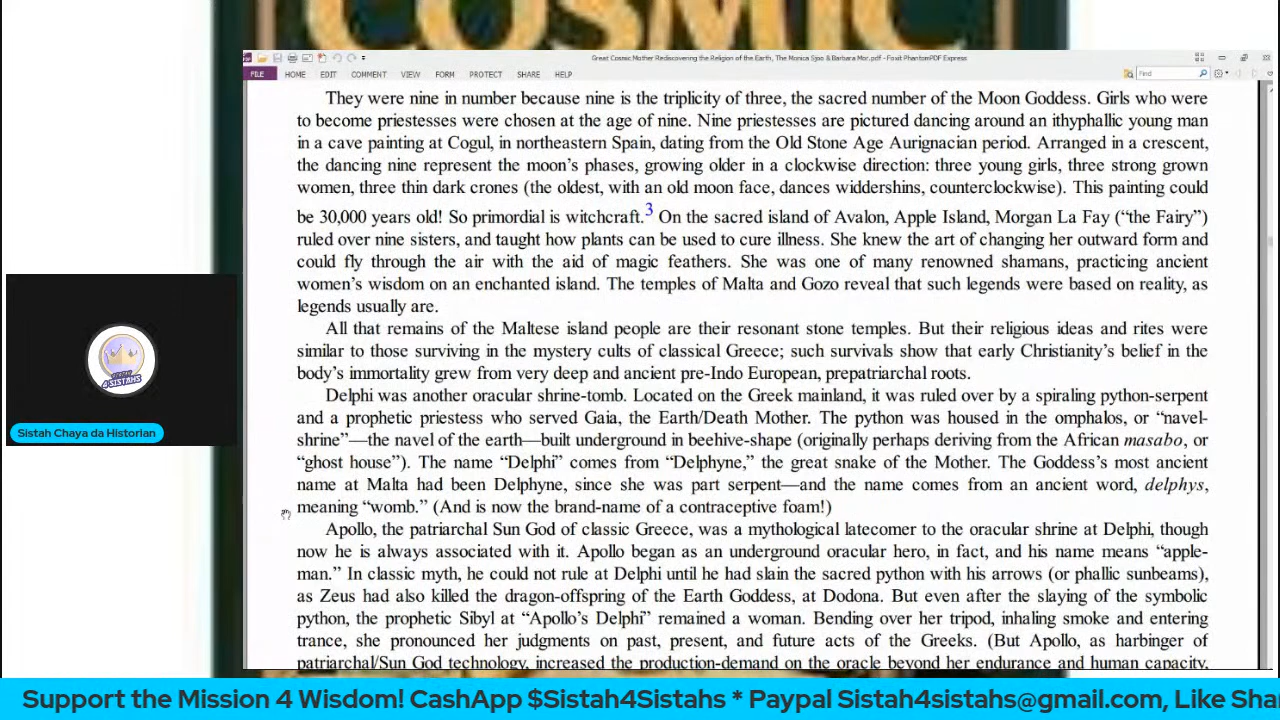 COSMIC
Great Cosmic Mother Rediscovering the Religion of the Earth, The Monica Sjoo & Barbara Mor.pdf - Foxit PhantomPDF Express
FILE HOME EDIT COMMENT VIEW FORM PROTECT SHARE HELP Find
They were nine in number because nine is the triplicity of three, the sacred number of the Moon Goddess. Girls who were
to become priestesses were chosen at the age of nine. Nine priestesses are pictured dancing around an ithyphallic young man
in a cave painting at Cogul, in northeastern Spain, dating from the Old Stone Age Aurignacian period. Arranged in a crescent,
the dancing nine represent the moon’s phases, growing older in a clockwise direction: three young girls, three strong grown
women, three thin dark crones (the oldest, with an old moon face, dances widdershins, counterclockwise). This painting could
be 30,000 years old! So primordial is witchcraft.3 On the sacred island of Avalon, Apple Island, Morgan La Fay (“the Fairy”)
ruled over nine sisters, and taught how plants can be used to cure illness. She knew the art of changing her outward form and
could fly through the air with the aid of magic feathers. She was one of many renowned shamans, practicing ancient
women’s wisdom on an enchanted island. The temples of Malta and Gozo reveal that such legends were based on reality, as
legends usually are.
All that remains of the Maltese island people are their resonant stone temples. But their religious ideas and rites were
similar to those surviving in the mystery cults of classical Greece; such survivals show that early Christianity’s belief in the
body’s immortality grew from very deep and ancient pre-Indo European, prepatriarchal roots.
Delphi was another oracular shrine-tomb. Located on the Greek mainland, it was ruled over by a spiraling python-serpent
and a prophetic priestess who served Gaia, the Earth/Death Mother. The python was housed in the omphalos, or “navel-
shrine”—the navel of the earth—built underground in beehive-shape (originally perhaps deriving from the African masabo, or
“ghost house”). The name “Delphi” comes from “Delphyne,” the great snake of the Mother. The Goddess’s most ancient
name at Malta had been Delphyne, since she was part serpent—and the name comes from an ancient word, delphys,
meaning “womb.” (And is now the brand-name of a contraceptive foam!)
Apollo, the patriarchal Sun God of classic Greece, was a mythological latecomer to the oracular shrine at Delphi, though
now he is always associated with it. Apollo began as an underground oracular hero, in fact, and his name means “apple-
man.” In classic myth, he could not rule at Delphi until he had slain the sacred python with his arrows (or phallic sunbeams),
as Zeus had also killed the dragon-offspring of the Earth Goddess, at Dodona. But even after the slaying of the symbolic
python, the prophetic Sibyl at “Apollo’s Delphi” remained a woman. Bending over her tripod, inhaling smoke and entering
trance, she pronounced her judgments on past, present, and future acts of the Greeks. (But Apollo, as harbinger of
patriarchal/Sun God technology, increased the production-demand on the oracle beyond her endurance and human capacity,
4 SISTAHS
Sistah Chaya da Historian
Support the Mission 4 Wisdom! CashApp $Sistah4Sistahs * Paypal Sistah4sistahs@gmail.com, Like Sha